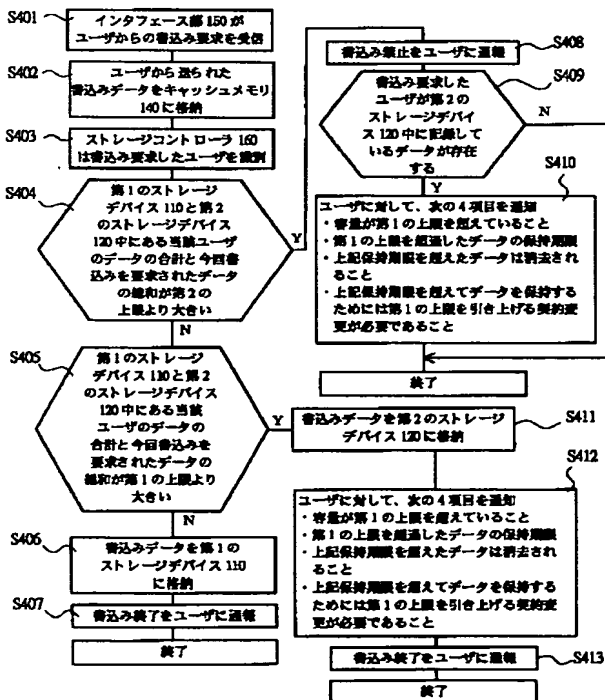 S401
インタフェース部150が
ユーザからの書込み要求を受信
S402
ユーザから送られた
書込みデータをキャッシュメモリ
140に格納
S403
ストレージコントローラ160
は書込み要求したユーザを識別
S404
第1のストレージ
デバイス110と第2
のストレージデバイス
120中にある当該ユーザ
のデータの合計と今回書
込みを要求されたデータ
の総和が第2の
上限より大きい
Y
N
S405
第1のストレージ
デバイス110と第2
のストレージデバイス
120中にある当該
ユーザのデータの
合計と今回書込みを
要求されたデータの
総和が第1の上限より
大きい
Y
N
S406
書込みデータを第1の
ストレージデバイス110
に格納
S407
書込み終了をユーザに通報
終了
S408
書込み禁止をユーザに通報
S409
書込み要求した
ユーザが第2の
ストレージデバイ
ス120中に記録して
いるデータが存在
する
N
Y
S410
ユーザに対して、次の4項目を通知
・容量が第1の上限を超えていること
・第1の上限を超過したデータの保持期限
・上記保持期限を超えたデータは消去され
ること
・上記保持期限を超えてデータを保持する
ためには第1の上限を引き上げる契約変
更が必要であること
終了
S411
書込みデータを第2のストレージ
デバイス120に格納
S412
ユーザに対して、次の4項目を通知
・容量が第1の上限を超えていること
・第1の上限を超過したデータの保持期限
・上記保持期限を超えたデータは消去され
ること
・上記保持期限を超えてデータを保持する
ためには第1の上限を引き上げる契約変
更が必要であること
書込み終了をユーザに通報
S413
終了